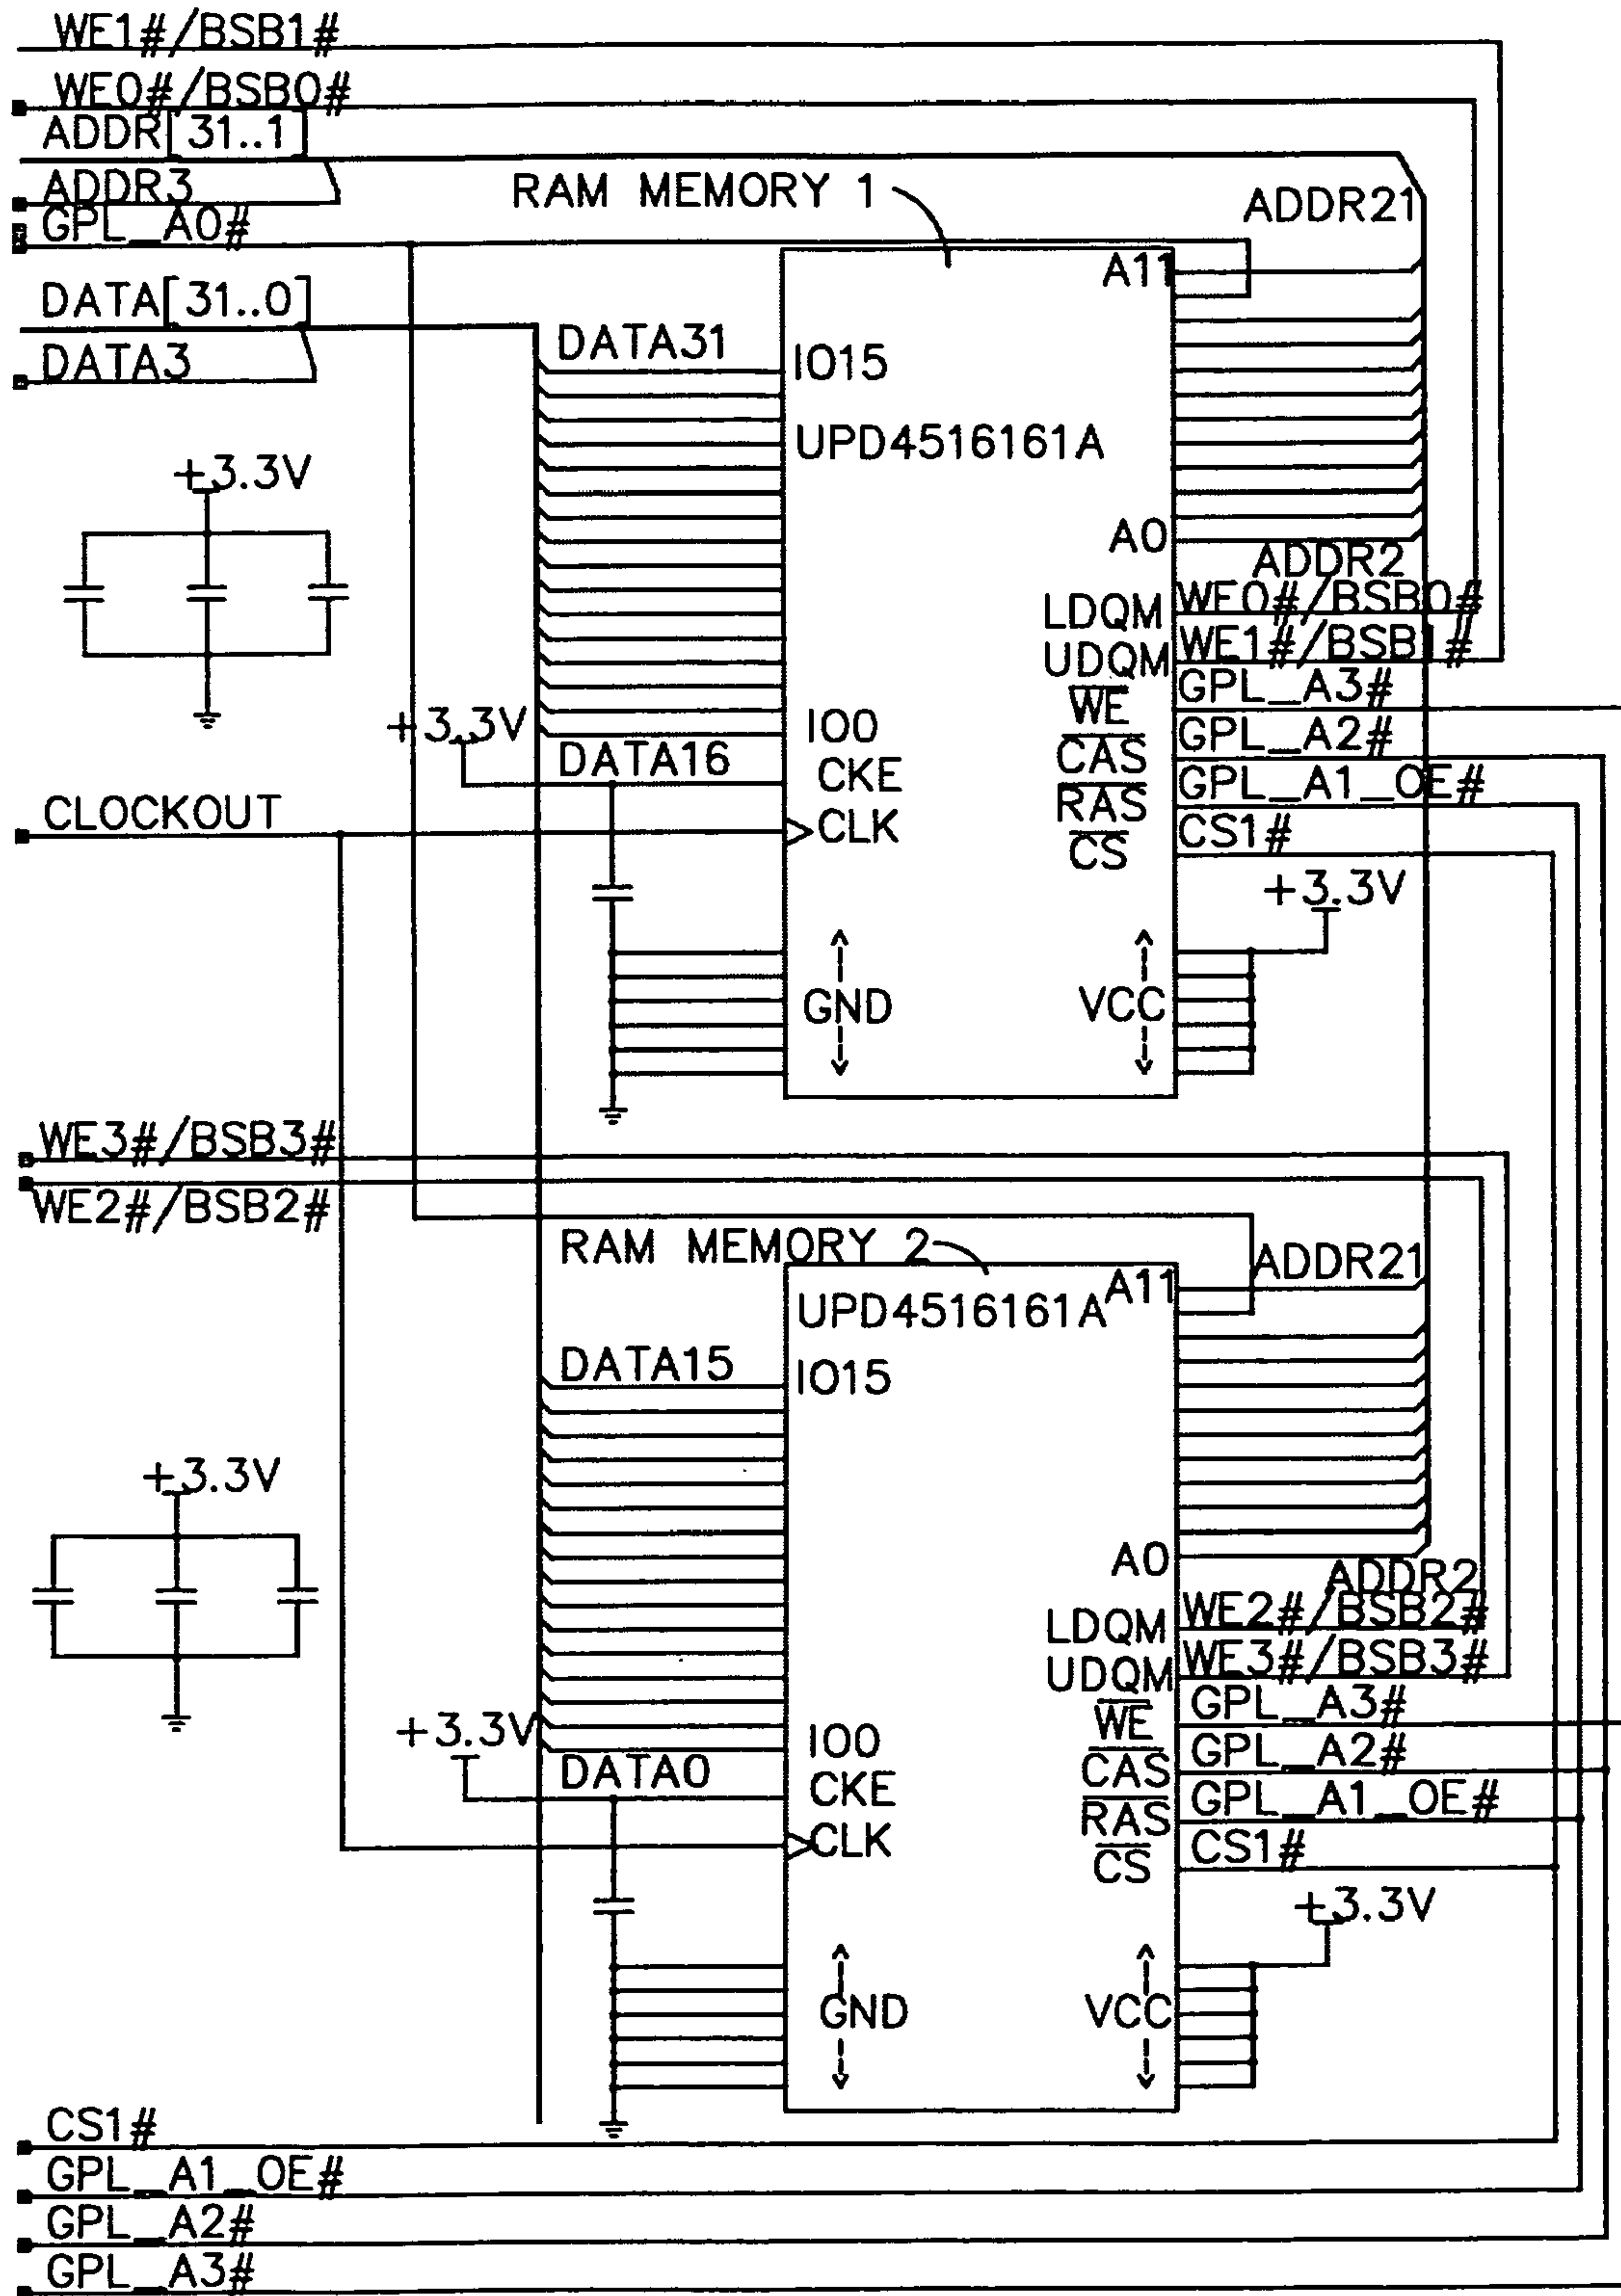 WE1#/BSB1#
WE0#/BSB0#
ADDR[31..1]
ADDR3
RAM MEMORY 1
ADDR21
GPL_A0#
A11
DATA[31..0]
DATA31
IO15
DATA3
UPD4516161A
+3.3V
A0
ADDR2
LDQM
WE0#/BSB0#
UDQM
WE1#/BSB1#
WE
GPL_A3#
+3.3V
IO0
CAS
GPL_A2#
DATA16
CKE
RAS
GPL_A1_OE#
CLOCKOUT
CLK
CS
CS1#
+3.3V
GND
VCC
WE3#/BSB3#
WE2#/BSB2#
RAM MEMORY 2
ADDR21
A11
UPD4516161A
DATA15
IO15
+3.3V
A0
ADDR2
LDQM
WE2#/BSB2#
UDQM
WE3#/BSB3#
WE
GPL_A3#
+3.3V
IO0
CAS
GPL_A2#
DATA0
CKE
RAS
GPL_A1_OE#
CLK
CS
CS1#
+3.3V
GND
VCC
CS1#
GPL_A1_OE#
GPL_A2#
GPL_A3#